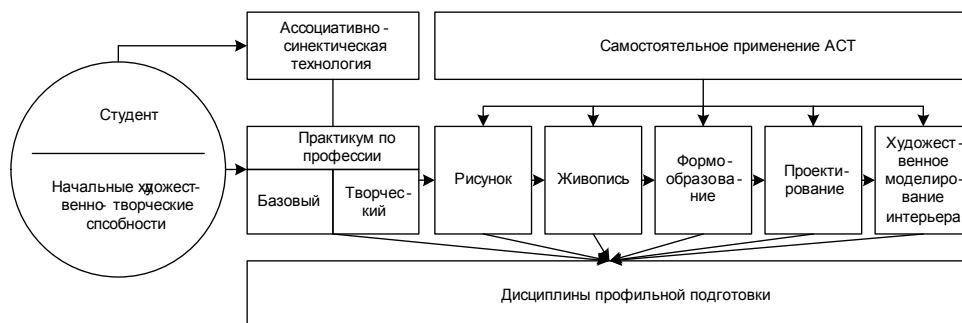 Ассоциативно-
синектическая
технология
Самостоятельное применение АСТ
Студент
Начальные художест-
венно- творческие
спсобности
Практикум по
профессии
Базовый
Творчес-
кий
Рисунок
Живопись
Формо-
образова-
ние
Проекти-
рование
Художест-
венное
моделиро-
вание
интерьера
Дисциплины профильной подготовки